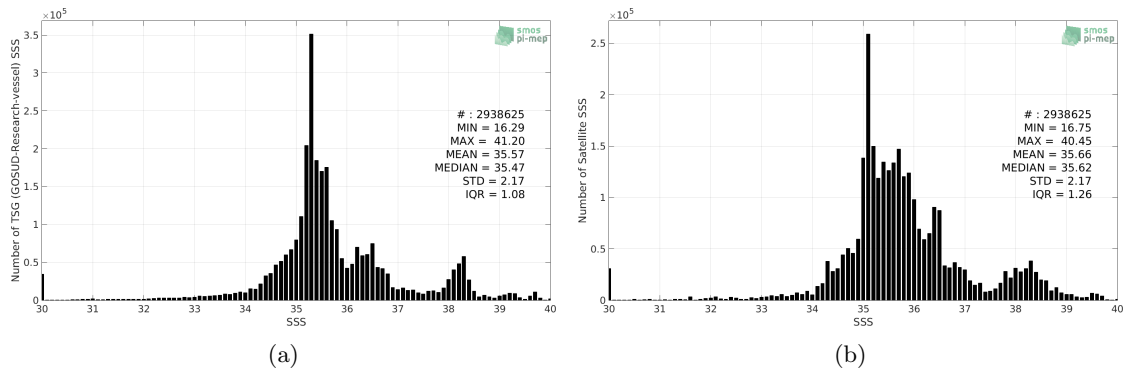 ×10⁵
3.5
3
2.5
2
1.5
1
0.5
0
30 31 32 33 34 35 36 37 38 39 40
SSS
Number of TSG (GOSUD-Research-vessel) SSS
smos
pi-mep
# : 2938625
MIN = 16.29
MAX = 41.20
MEAN = 35.57
MEDIAN = 35.47
STD = 2.17
IQR = 1.08
(a)
×10⁵
2.5
2
1.5
1
0.5
0
30 31 32 33 34 35 36 37 38 39 40
SSS
Number of Satellite SSS
smos
pi-mep
# : 2938625
MIN = 16.75
MAX = 40.45
MEAN = 35.66
MEDIAN = 35.62
STD = 2.17
IQR = 1.26
(b)